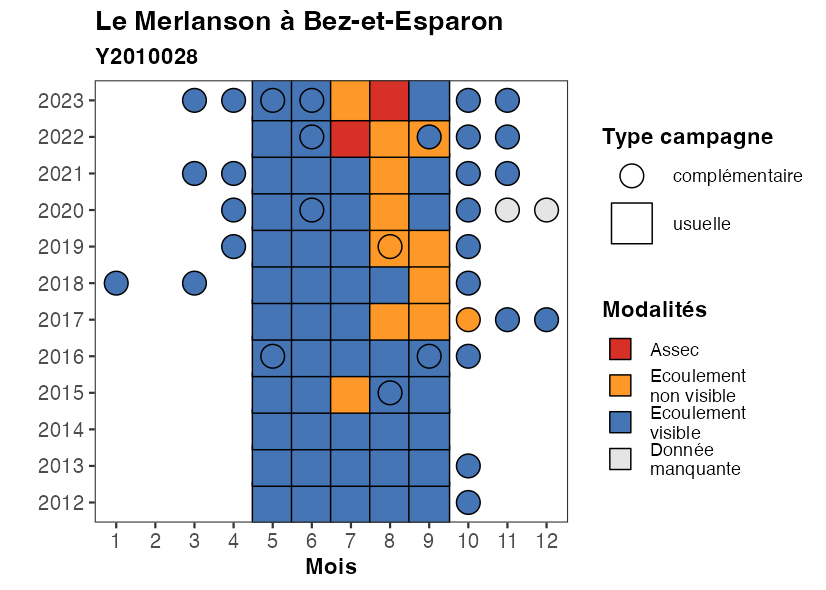 Le Merlanson à Bez-et-Esparon
Y2010028
2023
2022
2021
2020
2019
2018
2017
2016
2015
2014
2013
2012
1 2 3 4 5 6 7 8 9 10 11 12
Mois
Type campagne
complémentaire
usuelle
Modalités
Assec
Ecoulement
non visible
Ecoulement
visible
Donnée
manquante